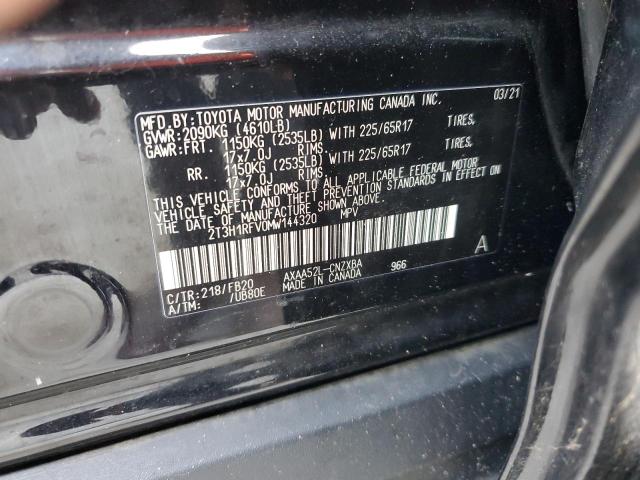 MFD.BY:TOYOTA MOTOR MANUFACTURING CANADA INC. 03/21
GVWR:2090KG (4610LB)
GAWR:FRT. 1150KG (2535LB) WITH 225/65R17 TIRES.
17x7.0J RIMS
RR. 1150KG (2535LB) WITH 225/65R17 TIRES.
17x7.0J RIMS
THIS VEHICLE CONFORMS TO ALL APPLICABLE FEDERAL MOTOR
VEHICLE SAFETY AND THEFT PREVENTION STANDARDS IN EFFECT ON
THE DATE OF MANUFACTURE SHOWN ABOVE.
2T3H1RFV0MW144320 MPV
A
C/TR:218/FB20 AXAA52L-CNZXBA 966
A/TM: /UB80E MADE IN CANADA